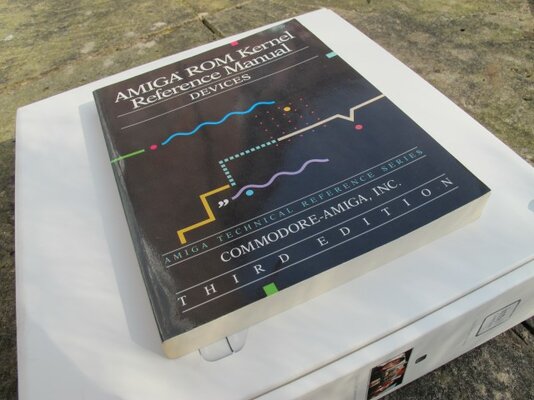 AMIGA ROM Kernel
Reference Manual
DEVICES
AMIGA TECHNICAL REFERENCE SERIES
COMMODORE-AMIGA, INC.
THIRD EDITION